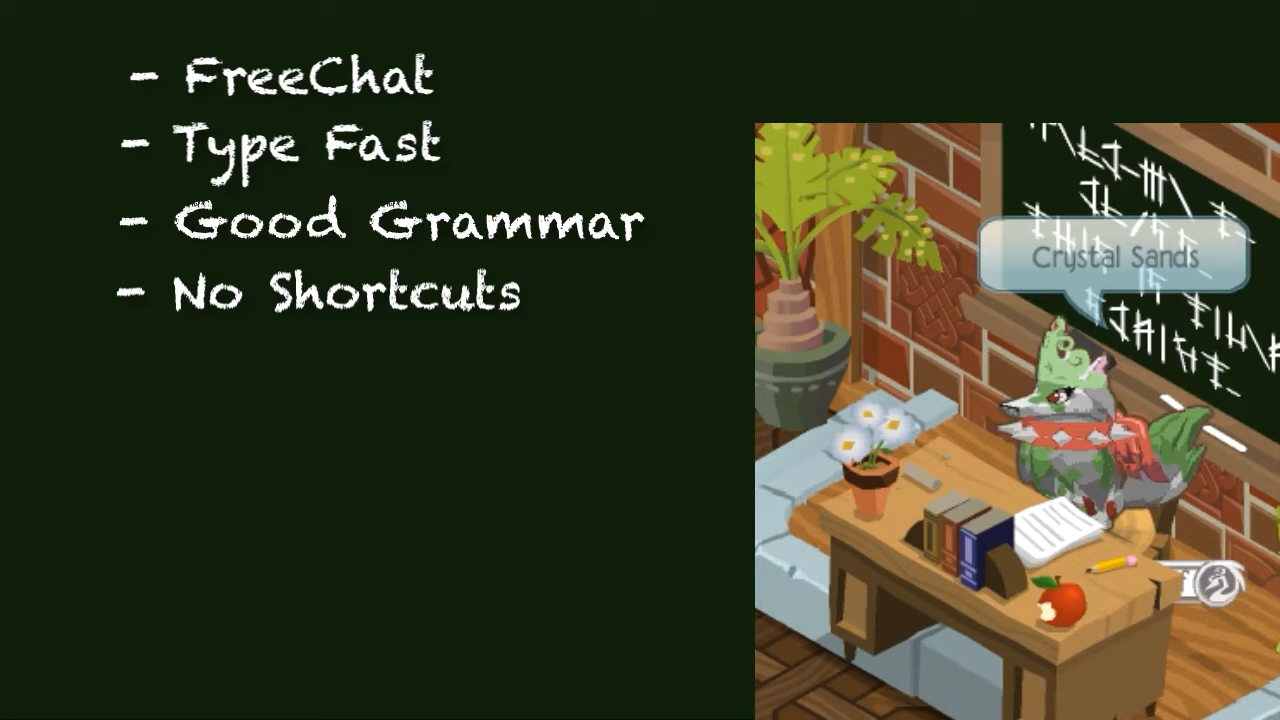 - FreeChat
- Type Fast
- Good Grammar
- No Shortcuts
Crystal Sands